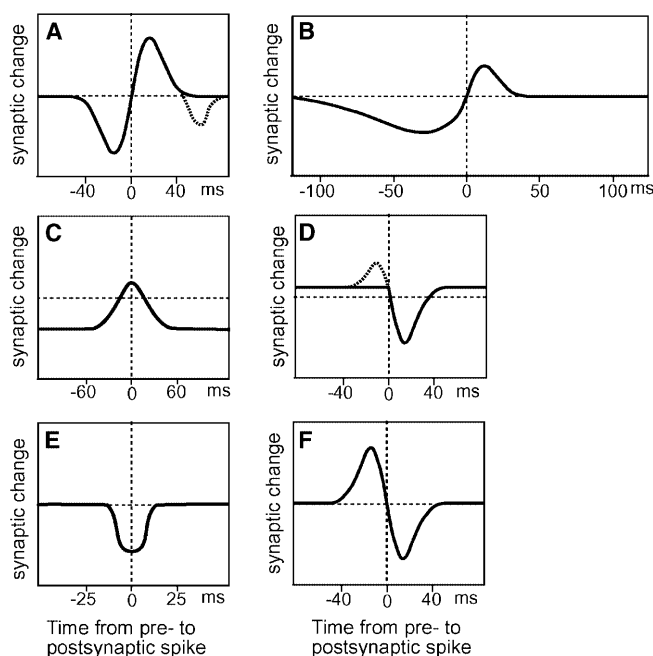 A
synaptic change
-40 0 40 ms
B
synaptic change
-100 -50 0 50 100 ms
C
synaptic change
-60 0 60 ms
D
synaptic change
-40 0 40 ms
E
synaptic change
-25 0 25 ms
Time from pre- to
postsynaptic spike
F
synaptic change
-40 0 40 ms
Time from pre- to
postsynaptic spike